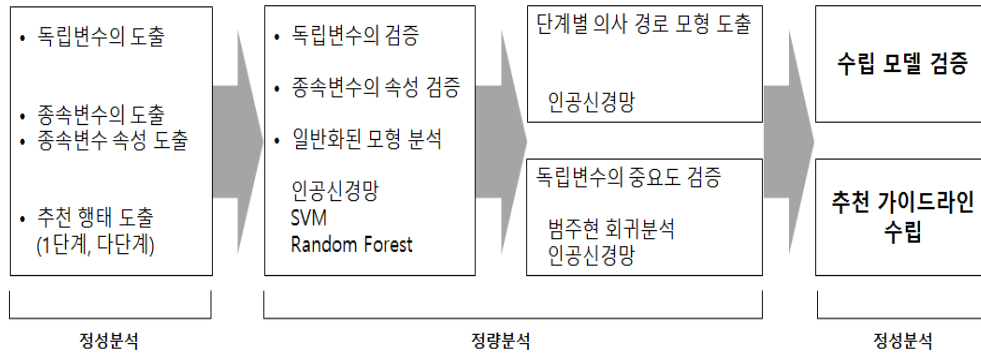 • 독립변수의 도출
• 종속변수의 도출
• 종속변수 속성 도출
• 추천 행태 도출
(1단계, 다단계)
• 독립변수의 검증
• 종속변수의 속성 검증
• 일반화된 모형 분석
인공신경망
SVM
Random Forest
단계별 의사 경로 모형 도출
인공신경망
독립변수의 중요도 검증
범주현 회귀분석
인공신경망
수립 모델 검증
추천 가이드라인
수립
정성분석
정량분석
정성분석